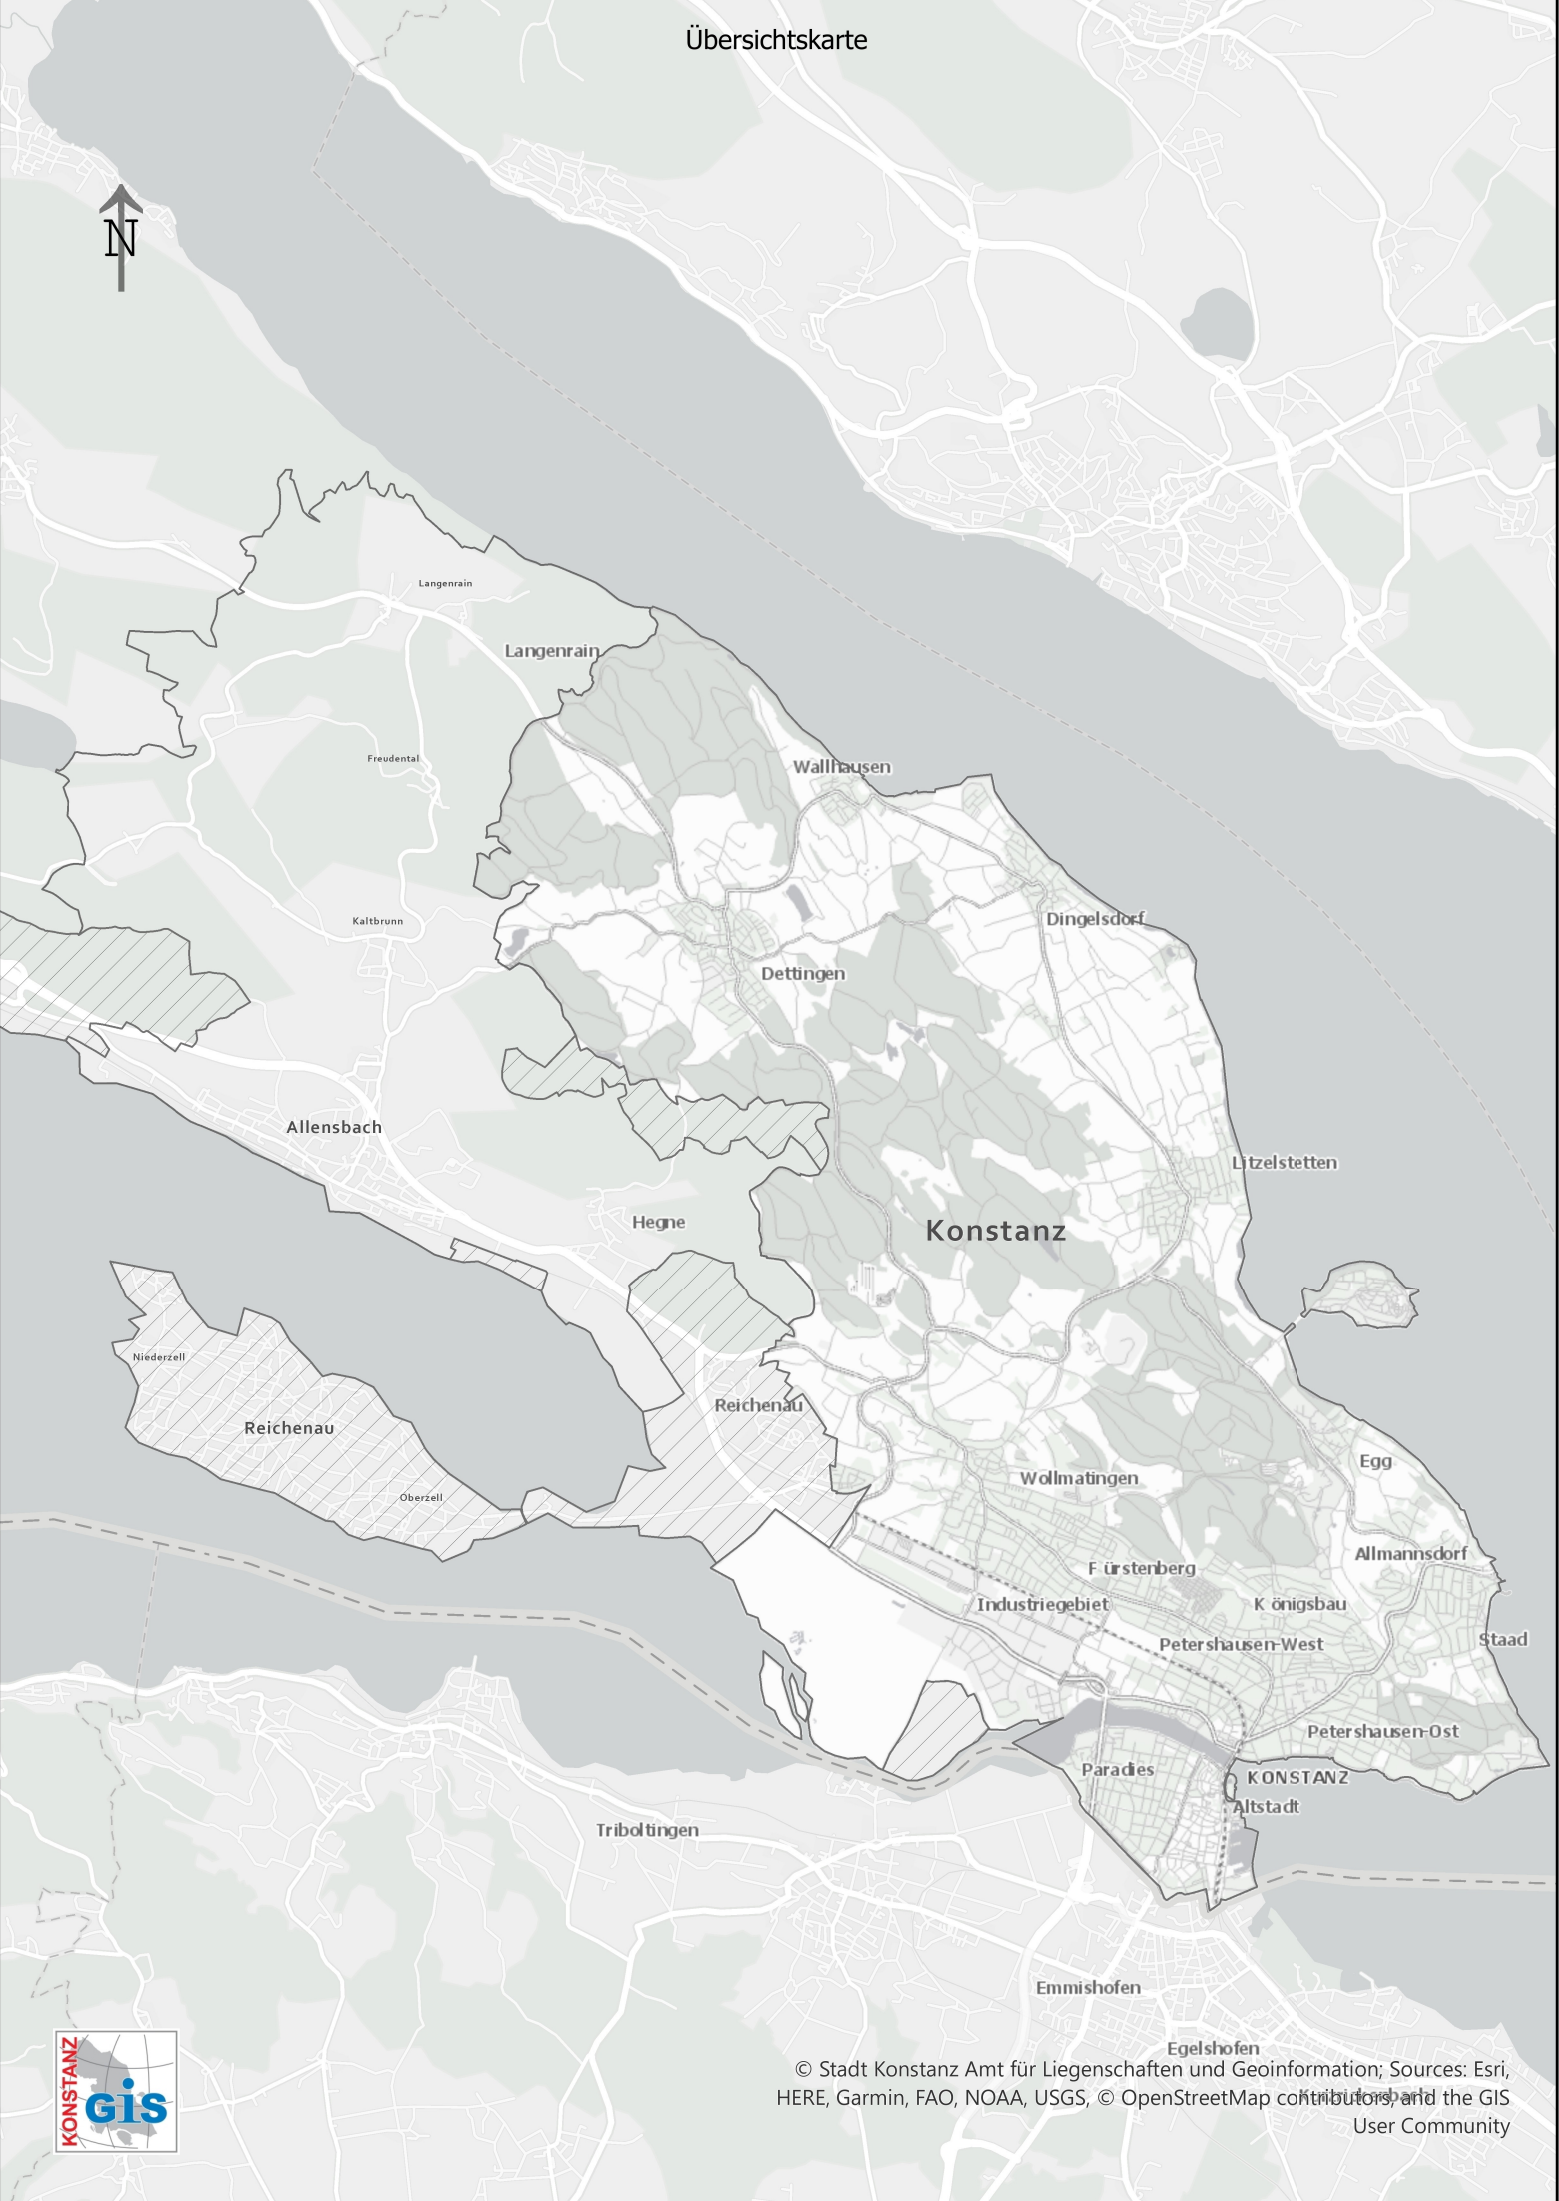 Übersichtskarte
N
Langenrain
Langenrain
Wallhausen
Freudental
Kaltbrunn
Dingelsdorf
Dettingen
Allensbach
Litzelstetten
Hegne
Konstanz
Niederzell
Reichenau
Reichenau
Egg
Wollmatingen
Oberzell
Allmannsdorf
F ürstenberg
Industriegebiet
K önigsbau
Staad
Petershausen-West
Petershausen-Ost
Paradies
KONSTANZ
Altstadt
Triboltingen
Emmishofen
Egelshofen
© Stadt Konstanz Amt für Liegenschaften und Geoinformation; Sources: Esri,
HERE, Garmin, FAO, NOAA, USGS, © OpenStreetMap contributors, and the GIS
User Community
KONSTANZ
GIS